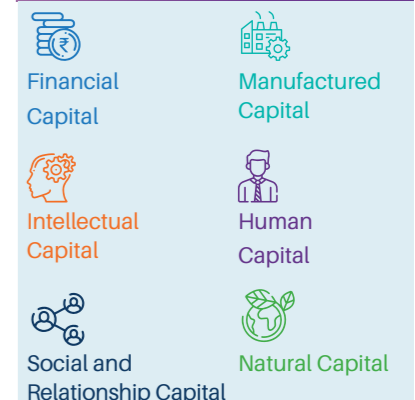 Financial
Capital
Manufactured
Capital
Intellectual
Capital
Human
Capital
Social and
Relationship Capital
Natural Capital